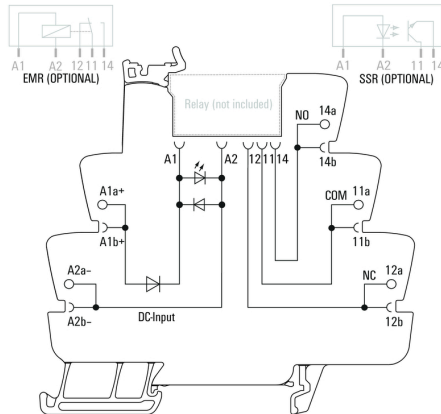 A1 A2 12 11 14
EMR (OPTIONAL)
A1 A2 11 14
SSR (OPTIONAL)
Relay (not included)
NO 14a
A1 A2 12 11 14
14b
A1a+
COM 11a
A1b+
11b
A2a–
NC 12a
A2b–
DC-Input
12b